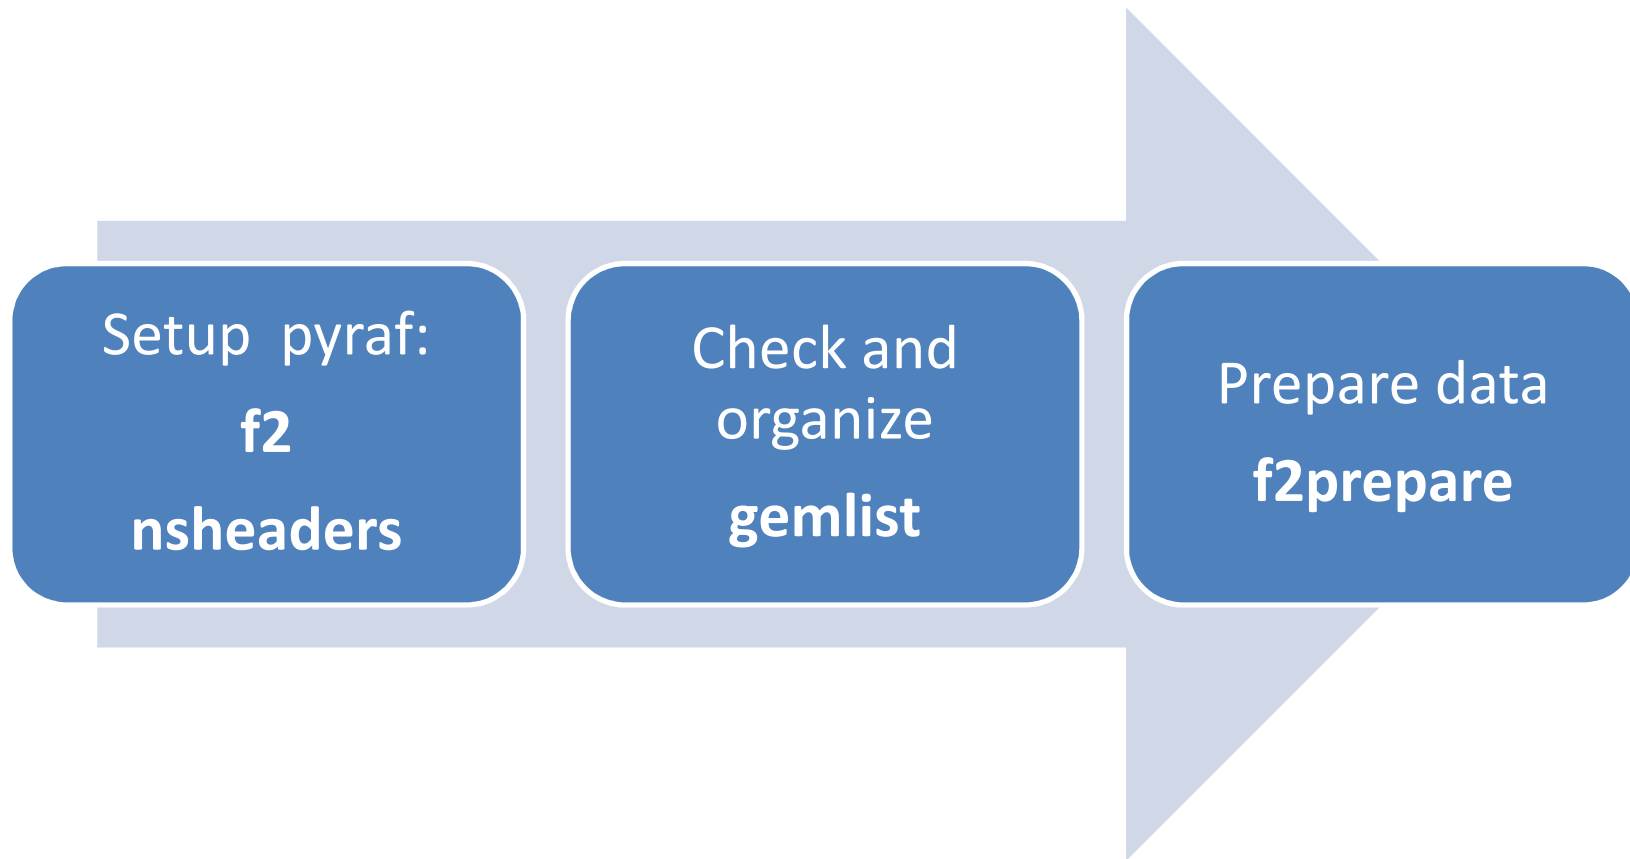 Setup  pyraf:
f2
nsheaders
Check and
organize
gemlist
Prepare data
f2prepare